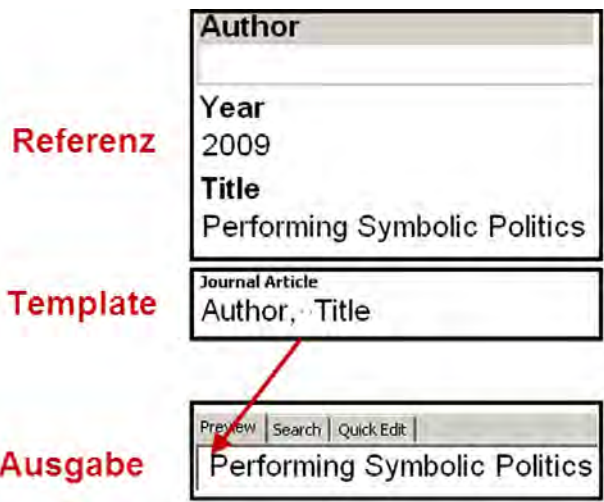 Author
Year
Referenz
2009
Title
Performing Symbolic Politics
Journal Article
Template
Author, ·· Title
Preview Search Quick Edit
Ausgabe
Performing Symbolic Politics